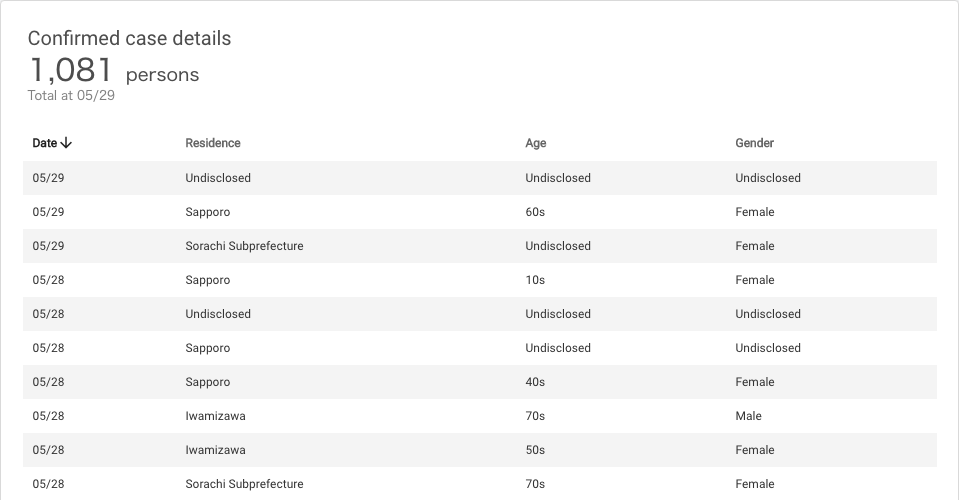 Confirmed case details
1,081 persons
Total at 05/29
Date Residence Age Gender
05/29 Undisclosed Undisclosed Undisclosed
05/29 Sapporo 60s Female
05/29 Sorachi Subprefecture Undisclosed Female
05/28 Sapporo 10s Female
05/28 Undisclosed Undisclosed Undisclosed
05/28 Sapporo Undisclosed Undisclosed
05/28 Sapporo 40s Female
05/28 Iwamizawa 70s Male
05/28 Iwamizawa 50s Female
05/28 Sorachi Subprefecture 70s Female